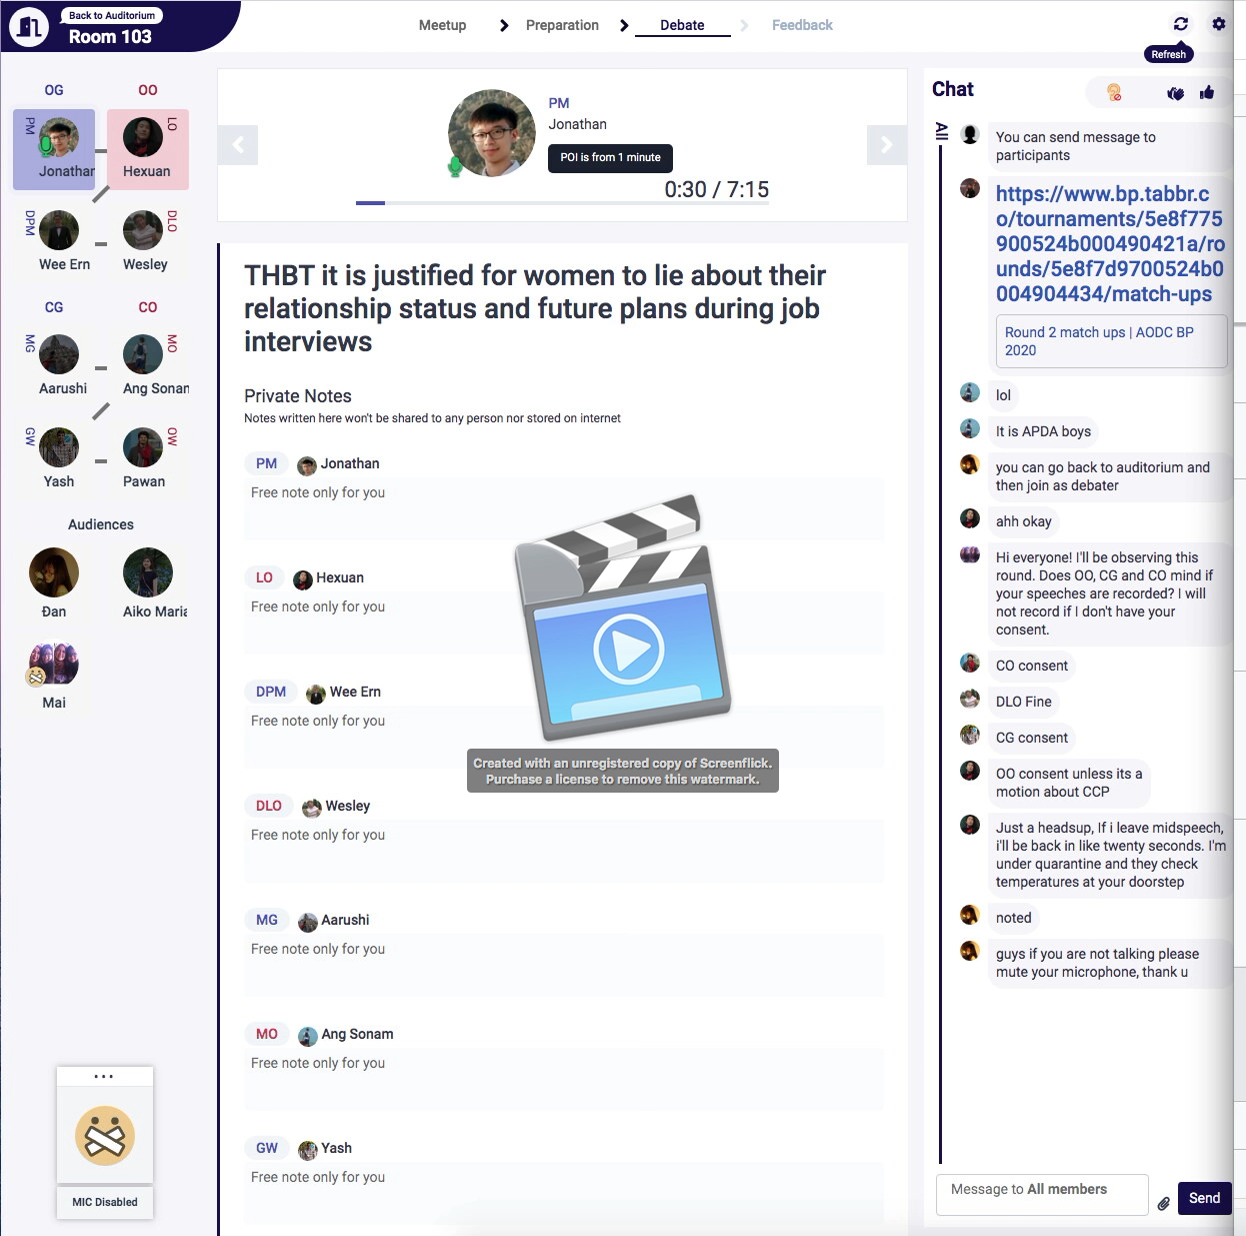 Back to Auditorium
Room 103
Meetup
Preparation
Debate
Feedback
Refresh
OG
OO
PM
Jonathan
LO
Hexuan
DPM
Wee Ern
DLO
Wesley
CG
CO
MG
Aarushi
MO
Ang Sonam
GW
Yash
OW
Pawan
Audiences
Đan
Aiko Maria
Mai
MIC Disabled
PM
Jonathan
POI is from 1 minute
0:30 / 7:15
THBT it is justified for women to lie about their
relationship status and future plans during job
interviews
Private Notes
Notes written here won't be shared to any person nor stored on internet
PM Jonathan
Free note only for you
LO Hexuan
Free note only for you
DPM Wee Ern
Free note only for you
Created with an unregistered copy of Screenflick.
Purchase a license to remove this watermark.
DLO Wesley
Free note only for you
MG Aarushi
Free note only for you
MO Ang Sonam
Free note only for you
GW Yash
Free note only for you
Chat
All
You can send message to
participants
https://www.bp.tabbr.c
o/tournaments/5e8f775
900524b000490421a/ro
unds/5e8f7d9700524b0
004904434/match-ups
Round 2 match ups | AODC BP
2020
lol
It is APDA boys
you can go back to auditorium and
then join as debater
ahh okay
Hi everyone! I'll be observing this
round. Does OO, CG and CO mind if
your speeches are recorded? I will
not record if I don't have your
consent.
CO consent
DLO Fine
CG consent
OO consent unless its a
motion about CCP
Just a headsup, If i leave midspeech,
i'll be back in like twenty seconds. I'm
under quarantine and they check
temperatures at your doorstep
noted
guys if you are not talking please
mute your microphone, thank u
Message to All members
Send